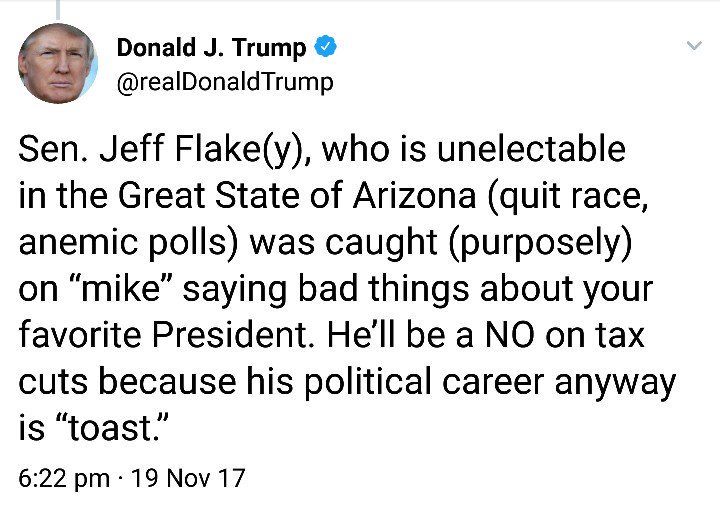 Donald J. Trump
@realDonaldTrump
Sen. Jeff Flake(y), who is unelectable
in the Great State of Arizona (quit race,
anemic polls) was caught (purposely)
on “mike” saying bad things about your
favorite President. He’ll be a NO on tax
cuts because his political career anyway
is “toast.”
6:22 pm · 19 Nov 17